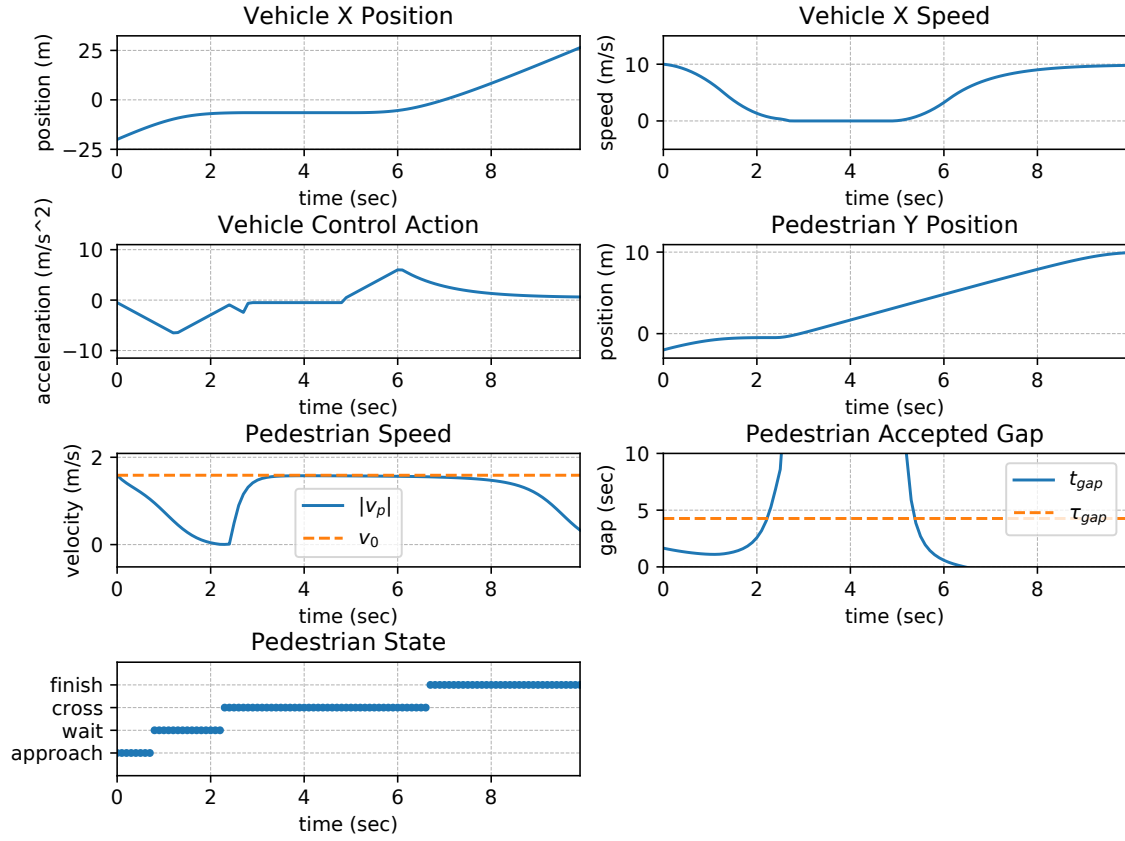 Vehicle X Position
position (m)
25
0
−25
0 2 4 6 8
time (sec)
Vehicle X Speed
speed (m/s)
10
0
0 2 4 6 8
time (sec)
Vehicle Control Action
acceleration (m/s^2)
10
0
−10
0 2 4 6 8
time (sec)
Pedestrian Y Position
position (m)
0
0 2 4 6 8
time (sec)
Pedestrian Speed
velocity (m/s)
2
0
|v_p|
v_0
0 2 4 6 8
time (sec)
Pedestrian Accepted Gap
gap (sec)
10
5
0
t_gap
τ_gap
0 2 4 6 8
time (sec)
Pedestrian State
finish
cross
wait
approach
0 2 4 6 8
time (sec)